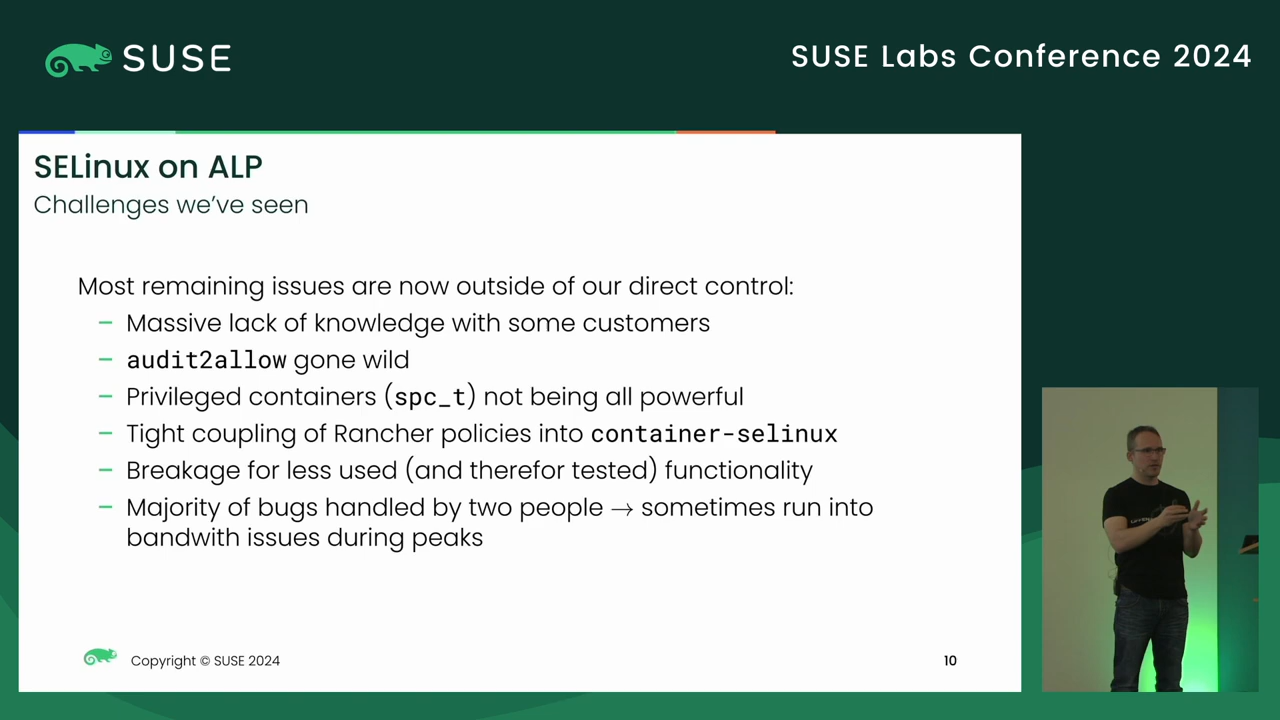 SUSE
SUSE Labs Conference 2024
SELinux on ALP
Challenges we've seen
Most remaining issues are now outside of our direct control:
– Massive lack of knowledge with some customers
– audit2allow gone wild
– Privileged containers (spc_t) not being all powerful
– Tight coupling of Rancher policies into container-selinux
– Breakage for less used (and therefor tested) functionality
– Majority of bugs handled by two people → sometimes run into
bandwith issues during peaks
Copyright © SUSE 2024
10